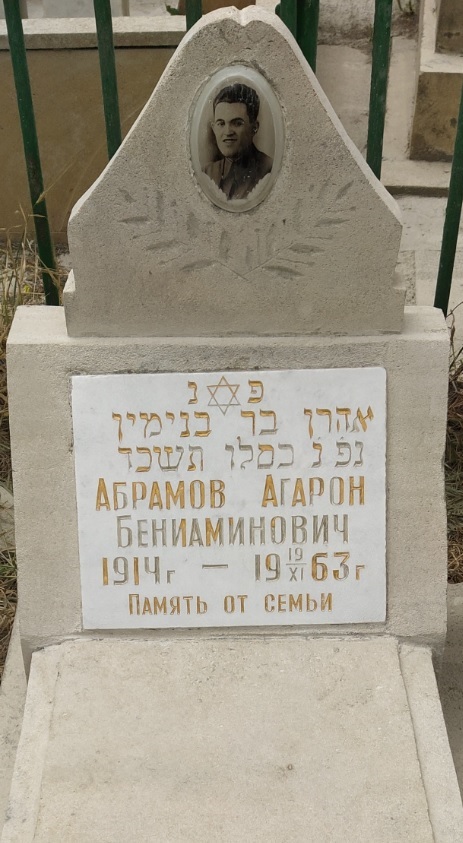 פ נ
אהרן בר בנימין
נפ ג כסלו תשכד
АБРАМОВ АГАРОН
БЕНИАМИНОВИЧ
1914г — 19 19/XI 63г
ПАМЯТЬ ОТ СЕМЬИ